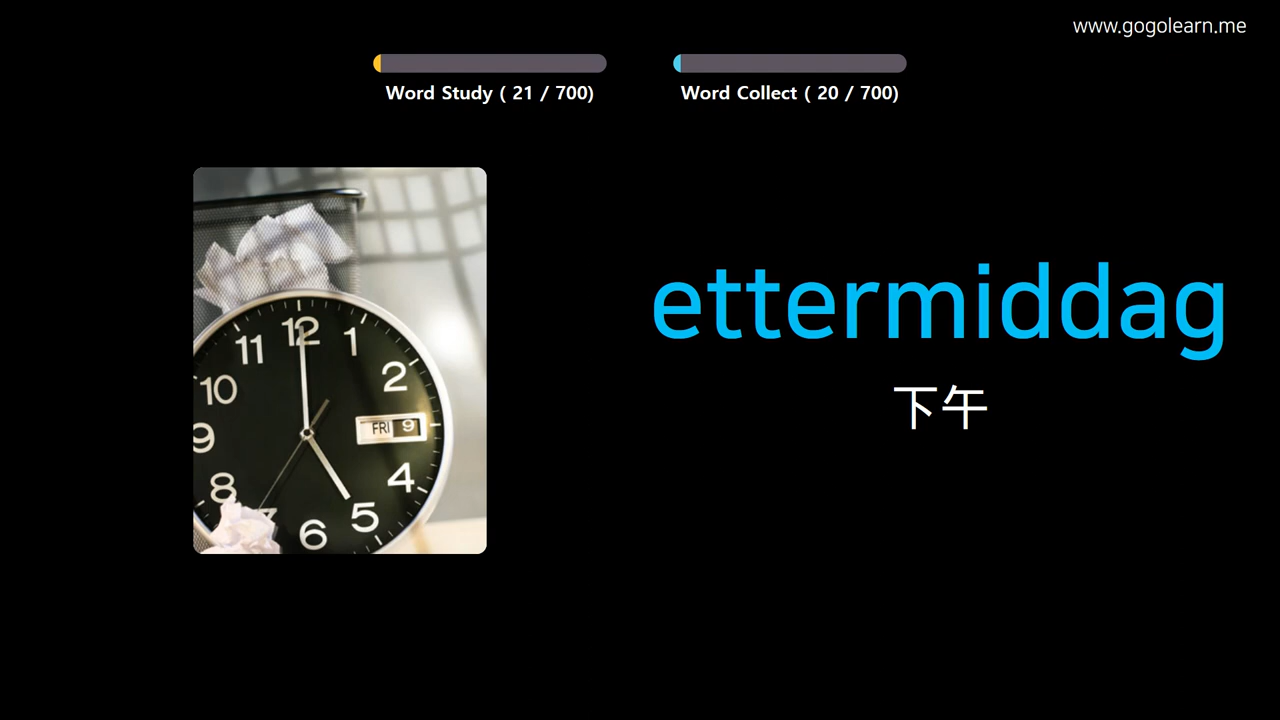 www.gogolearn.me
Word Study ( 21 / 700)
Word Collect ( 20 / 700)
ettermiddag
下午
12
11
1
10
2
9
FRI 9
8
4
7
5
6